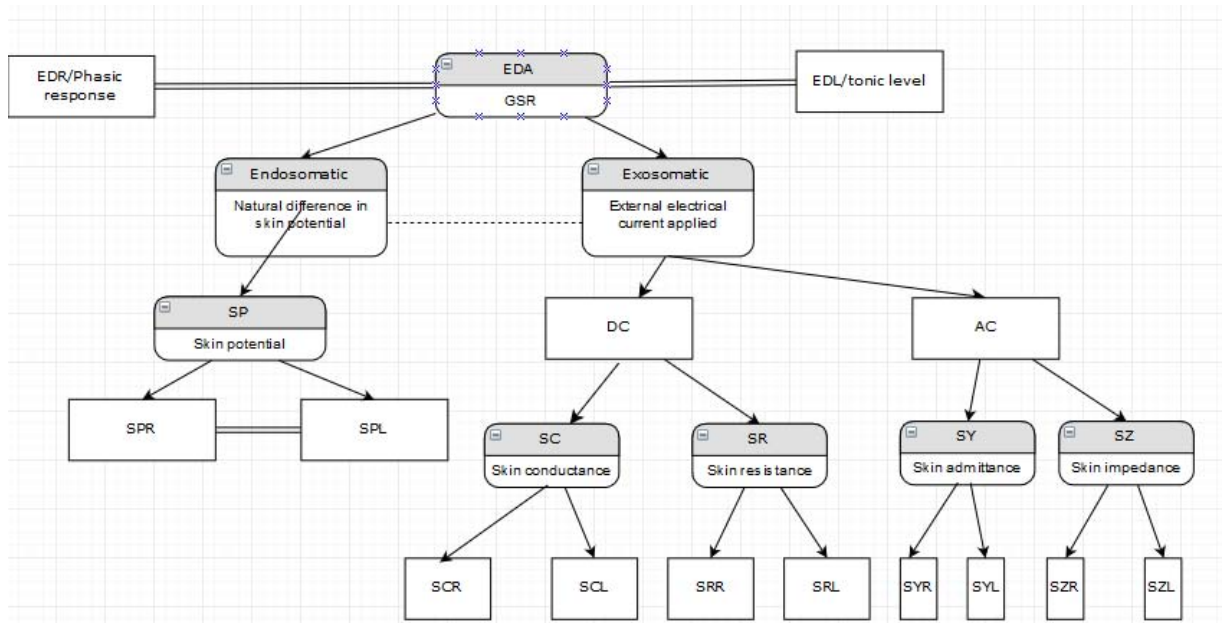 EDR/Phasic
response
EDA
GSR
EDL/tonic level
Endosomatic
Natural difference in
skin potential
Exosomatic
External electrical
current applied
SP
Skin potential
DC
AC
SPR
SPL
SC
Skin conductance
SR
Skin resistance
SY
Skin admittance
SZ
Skin impedance
SCR
SCL
SRR
SRL
SYR
SYL
SZR
SZL